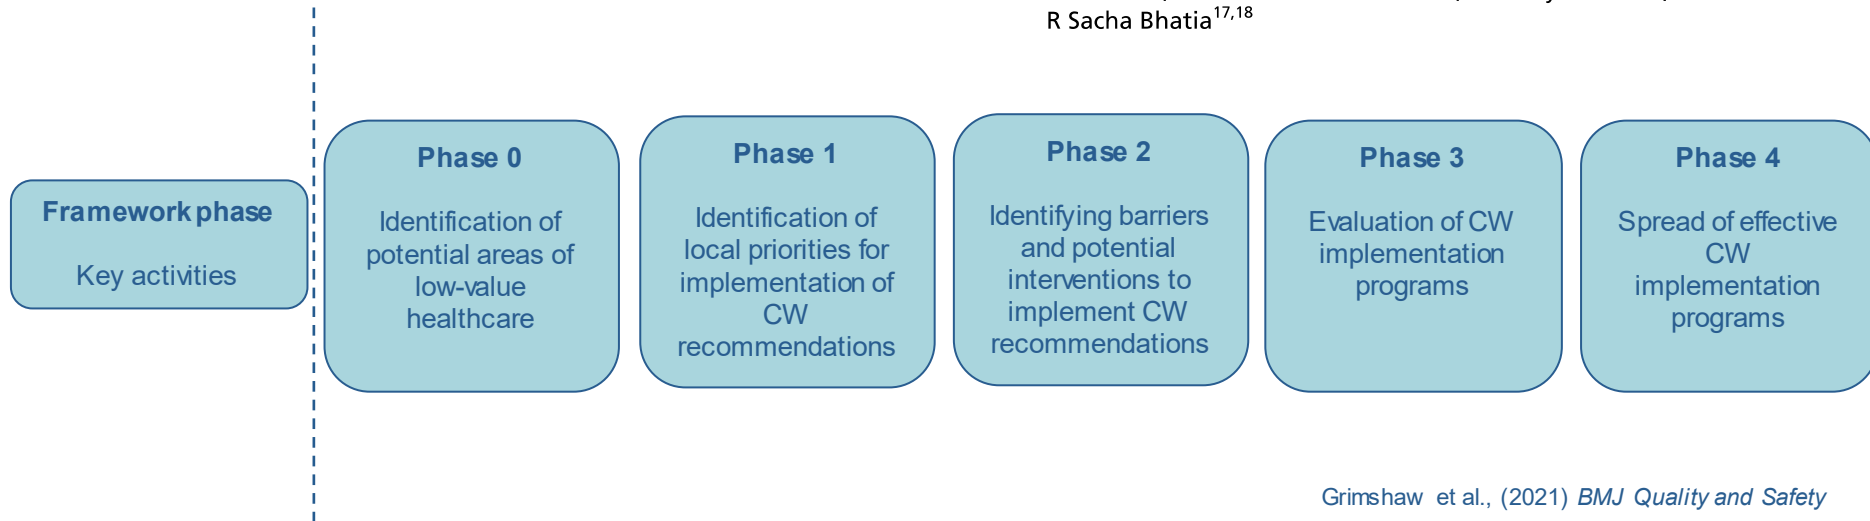 R Sacha Bhatia17,18
Framework phase
Key activities
Phase 0
Identification of
potential areas of
low-value
healthcare
Phase 1
Identification of
local priorities for
implementation of
CW
recommendations
Phase 2
Identifying barriers
and potential
interventions to
implement CW
recommendations
Phase 3
Evaluation of CW
implementation
programs
Phase 4
Spread of effective
CW
implementation
programs
Grimshaw et al., (2021) BMJ Quality and Safety